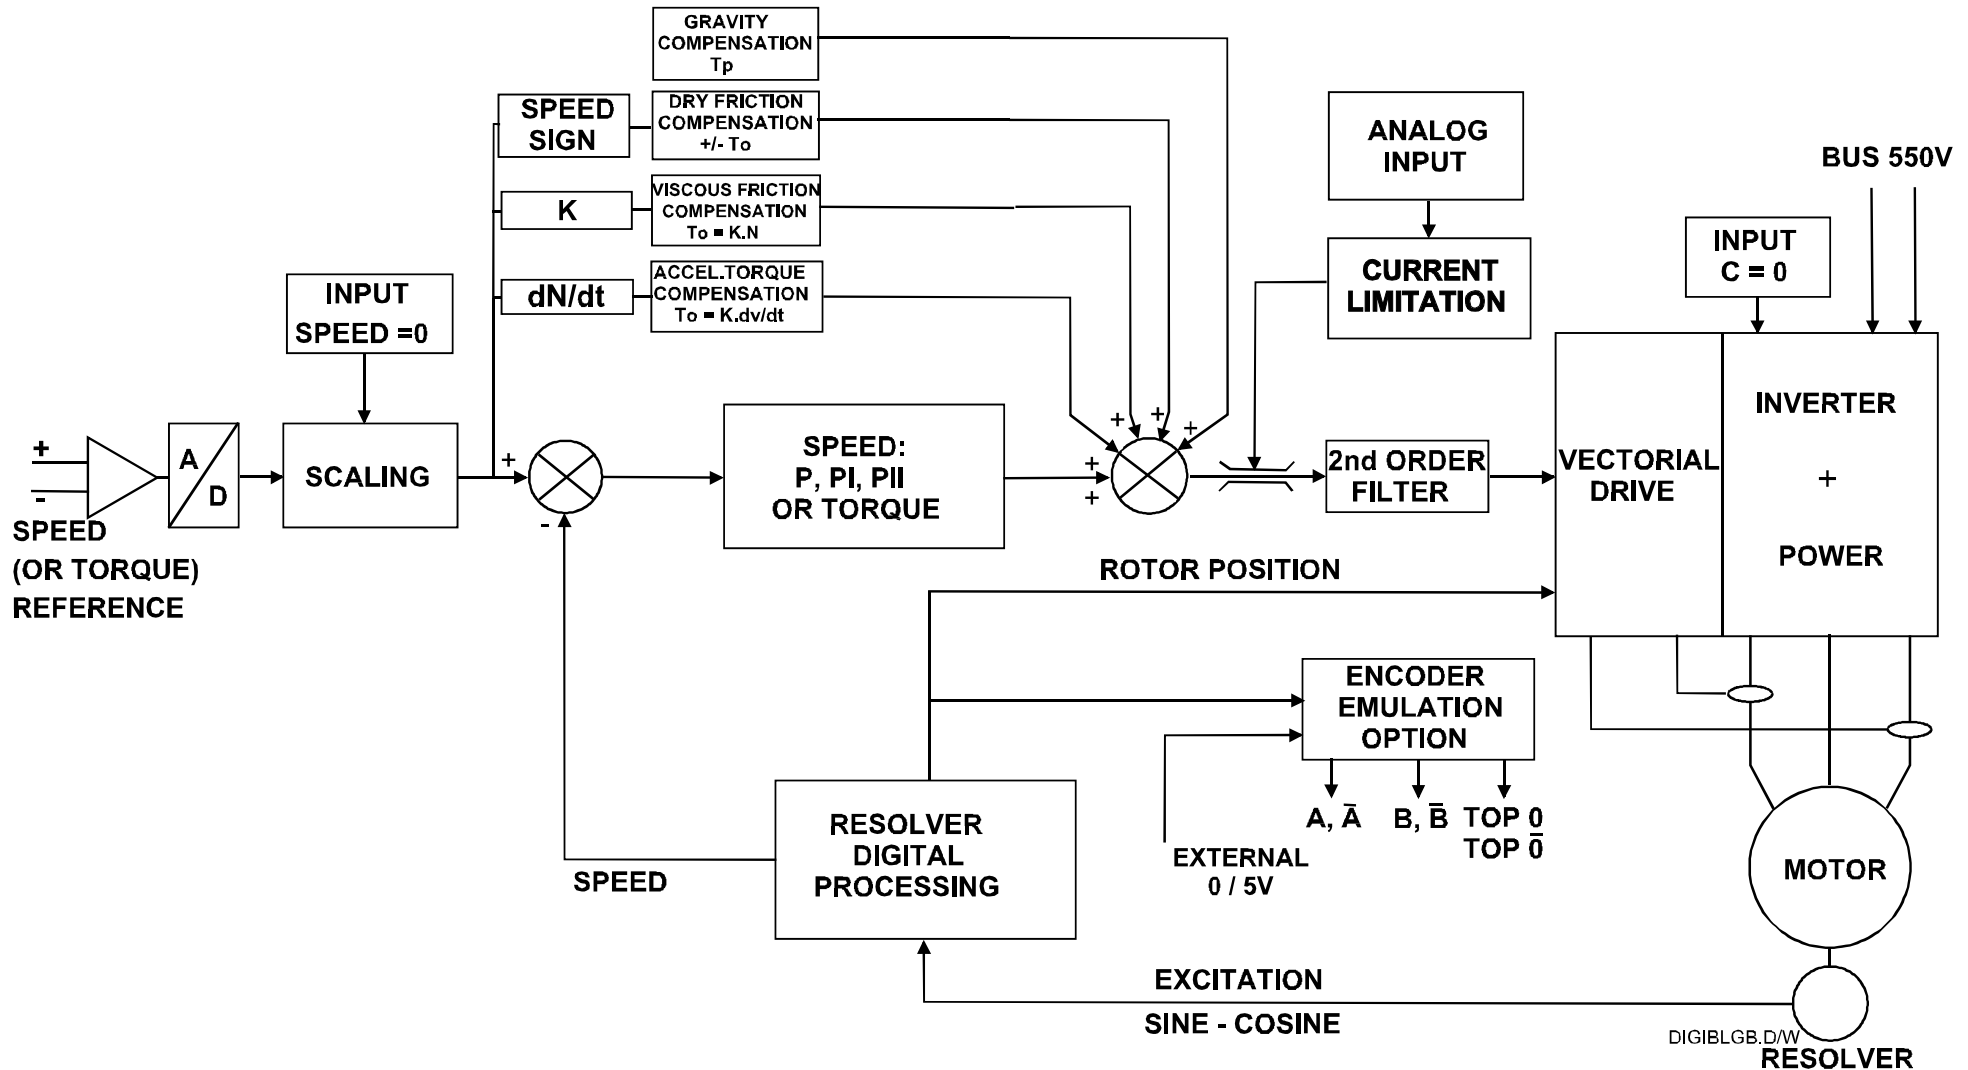 GRAVITY
COMPENSATION
Tp
SPEED
SIGN
DRY FRICTION
COMPENSATION
+/- To
K
VISCOUS FRICTION
COMPENSATION
To = K.N
dN/dt
ACCEL.TORQUE
COMPENSATION
To = K.dv/dt
ANALOG
INPUT
CURRENT
LIMITATION
BUS 550V
INPUT
C = 0
INPUT
SPEED =0
+
-
SPEED
(OR TORQUE)
REFERENCE
A
D
SCALING
+
-
SPEED:
P, PI, PII
OR TORQUE
+
+
+
+
+
2nd ORDER
FILTER
VECTORIAL
DRIVE
INVERTER
+
POWER
ROTOR POSITION
ENCODER
EMULATION
OPTION
A, A̅
B, B̅
TOP 0
TOP 0̅
EXTERNAL
0 / 5V
RESOLVER
DIGITAL
PROCESSING
SPEED
MOTOR
EXCITATION
SINE - COSINE
DIGIBLGB.D/W
RESOLVER